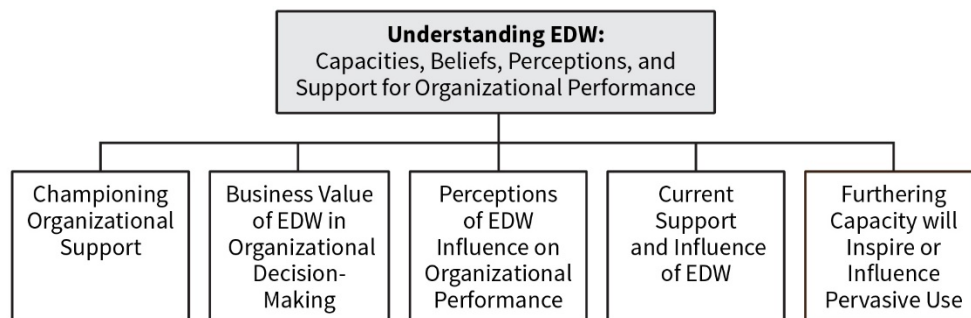 Understanding EDW:
Capacities, Beliefs, Perceptions, and
Support for Organizational Performance
Championing
Organizational
Support
Business Value
of EDW in
Organizational
Decision-
Making
Perceptions
of EDW
Influence on
Organizational
Performance
Current
Support
and Influence
of EDW
Furthering
Capacity will
Inspire or
Influence
Pervasive Use